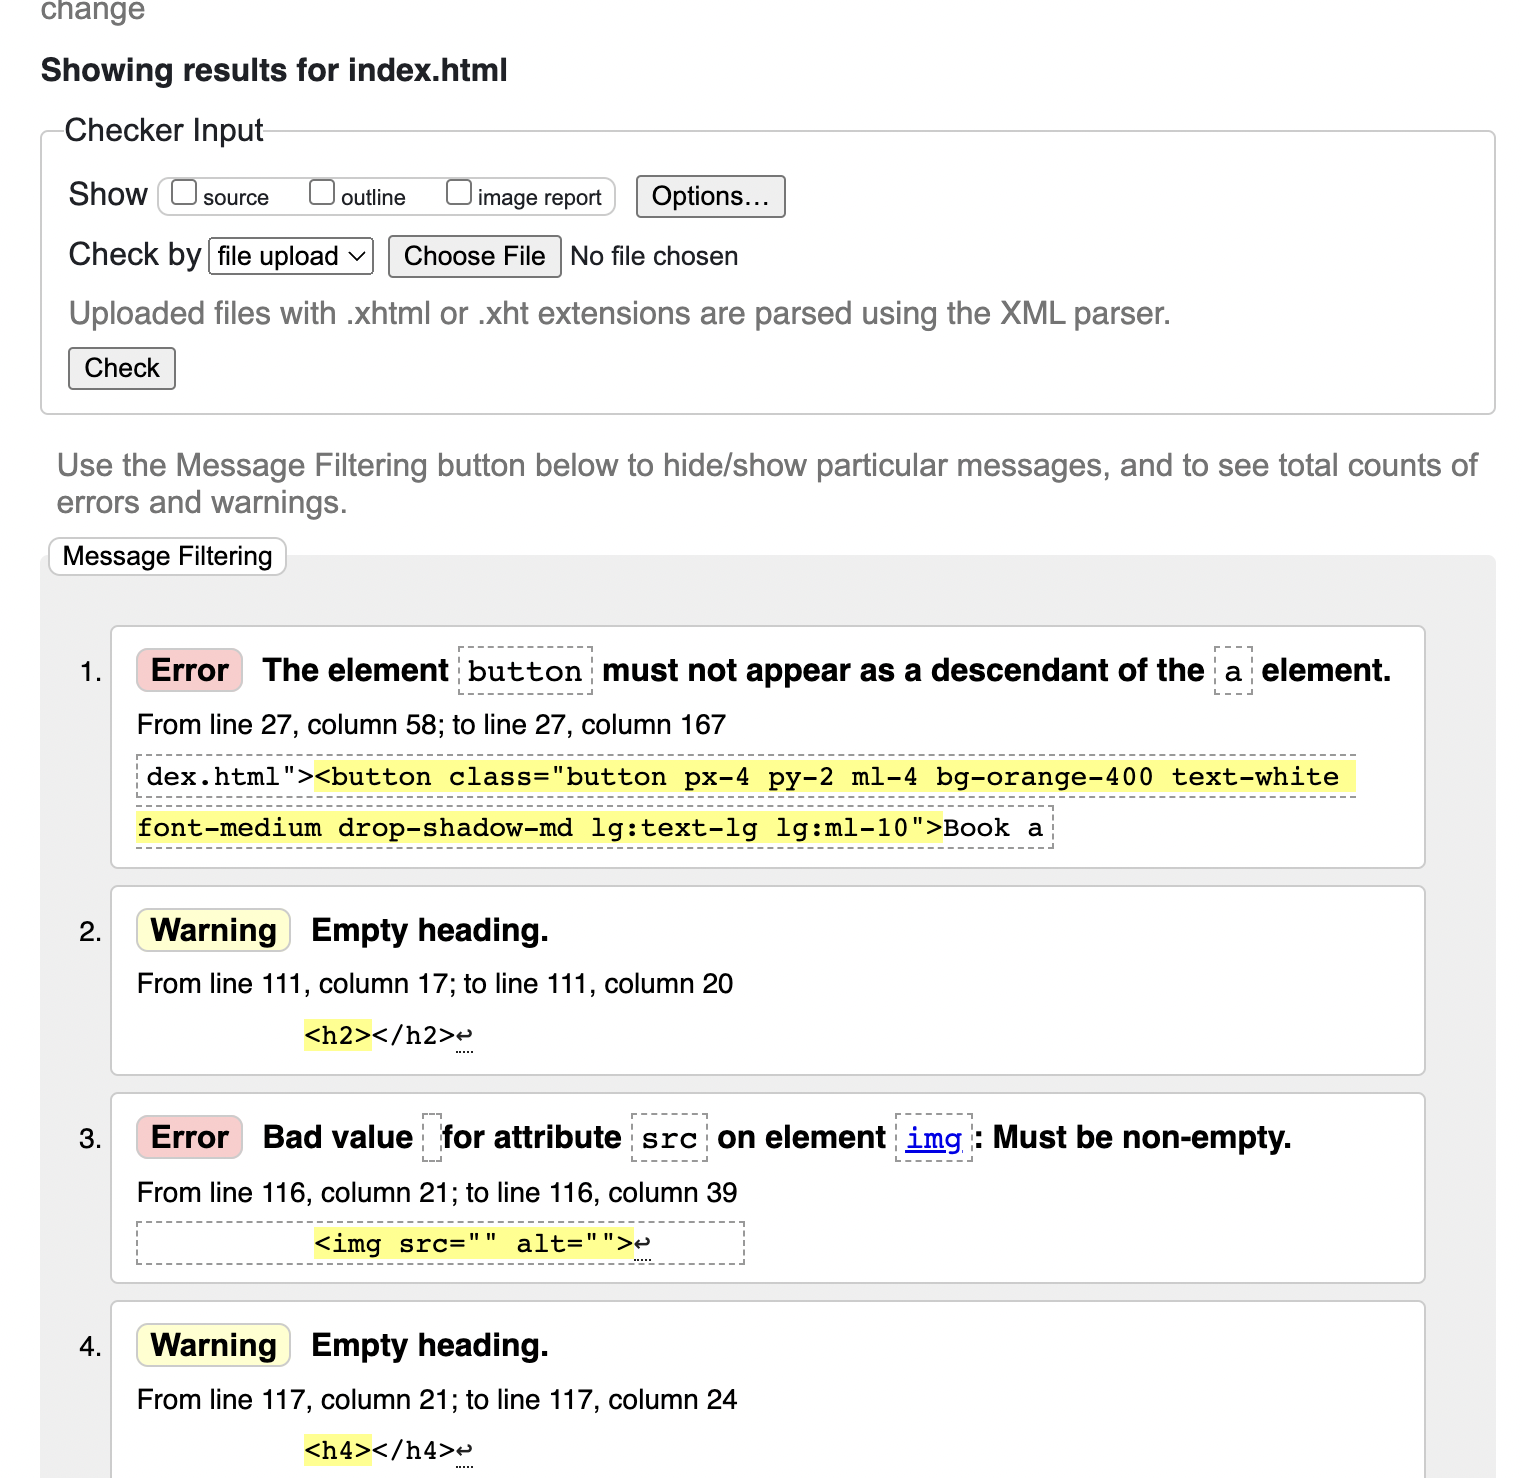 change
Showing results for index.html
Checker Input
Show source outline image report Options...
Check by file upload Choose File No file chosen
Uploaded files with .xhtml or .xht extensions are parsed using the XML parser.
Check
Use the Message Filtering button below to hide/show particular messages, and to see total counts of
errors and warnings.
Message Filtering
1. Error The element button must not appear as a descendant of the a element.
From line 27, column 58; to line 27, column 167
dex.html"><button class="button px-4 py-2 ml-4 bg-orange-400 text-white
font-medium drop-shadow-md lg:text-lg lg:ml-10">Book a
2. Warning Empty heading.
From line 111, column 17; to line 111, column 20
<h2></h2>↩
3. Error Bad value for attribute src on element img: Must be non-empty.
From line 116, column 21; to line 116, column 39
<img src="" alt="">↩
4. Warning Empty heading.
From line 117, column 21; to line 117, column 24
<h4></h4>↩